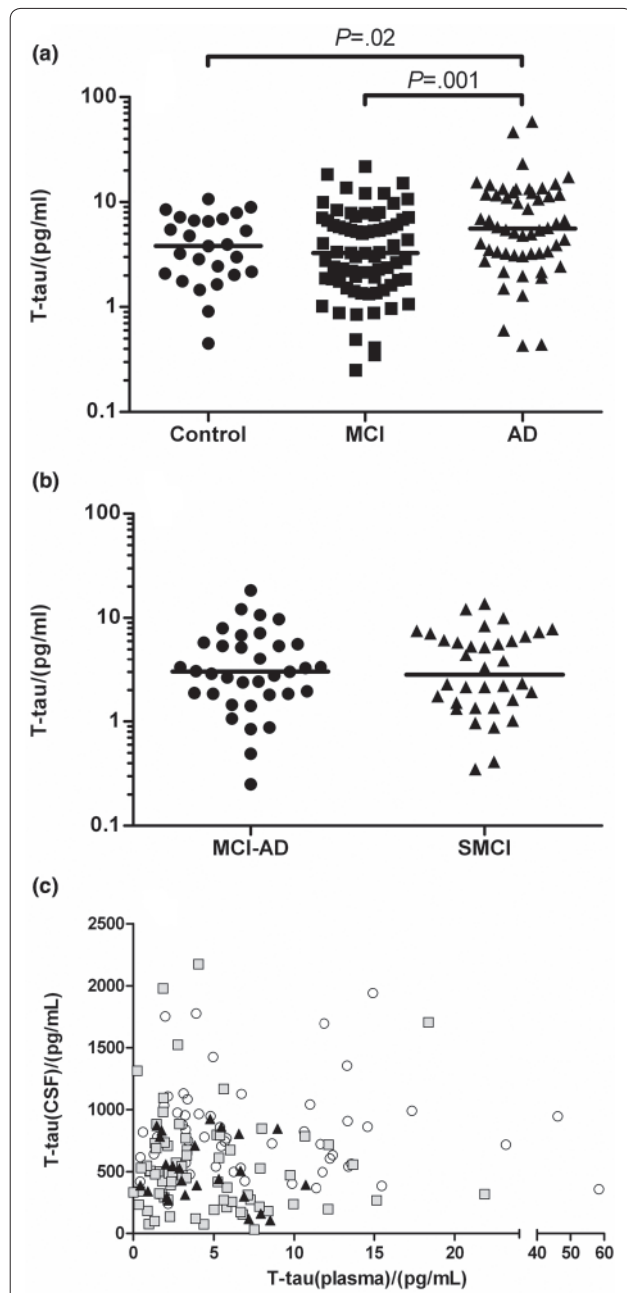 (a)
P=.02
P=.001
100
10
1
0.1
T-tau/(pg/ml)
Control MCI AD
(b)
100
10
1
0.1
T-tau/(pg/ml)
MCI-AD SMCI
(c)
2500
2000
1500
1000
500
0
T-tau(CSF)/(pg/mL)
0 5 10 15 20 40 50 60
T-tau(plasma)/(pg/mL)